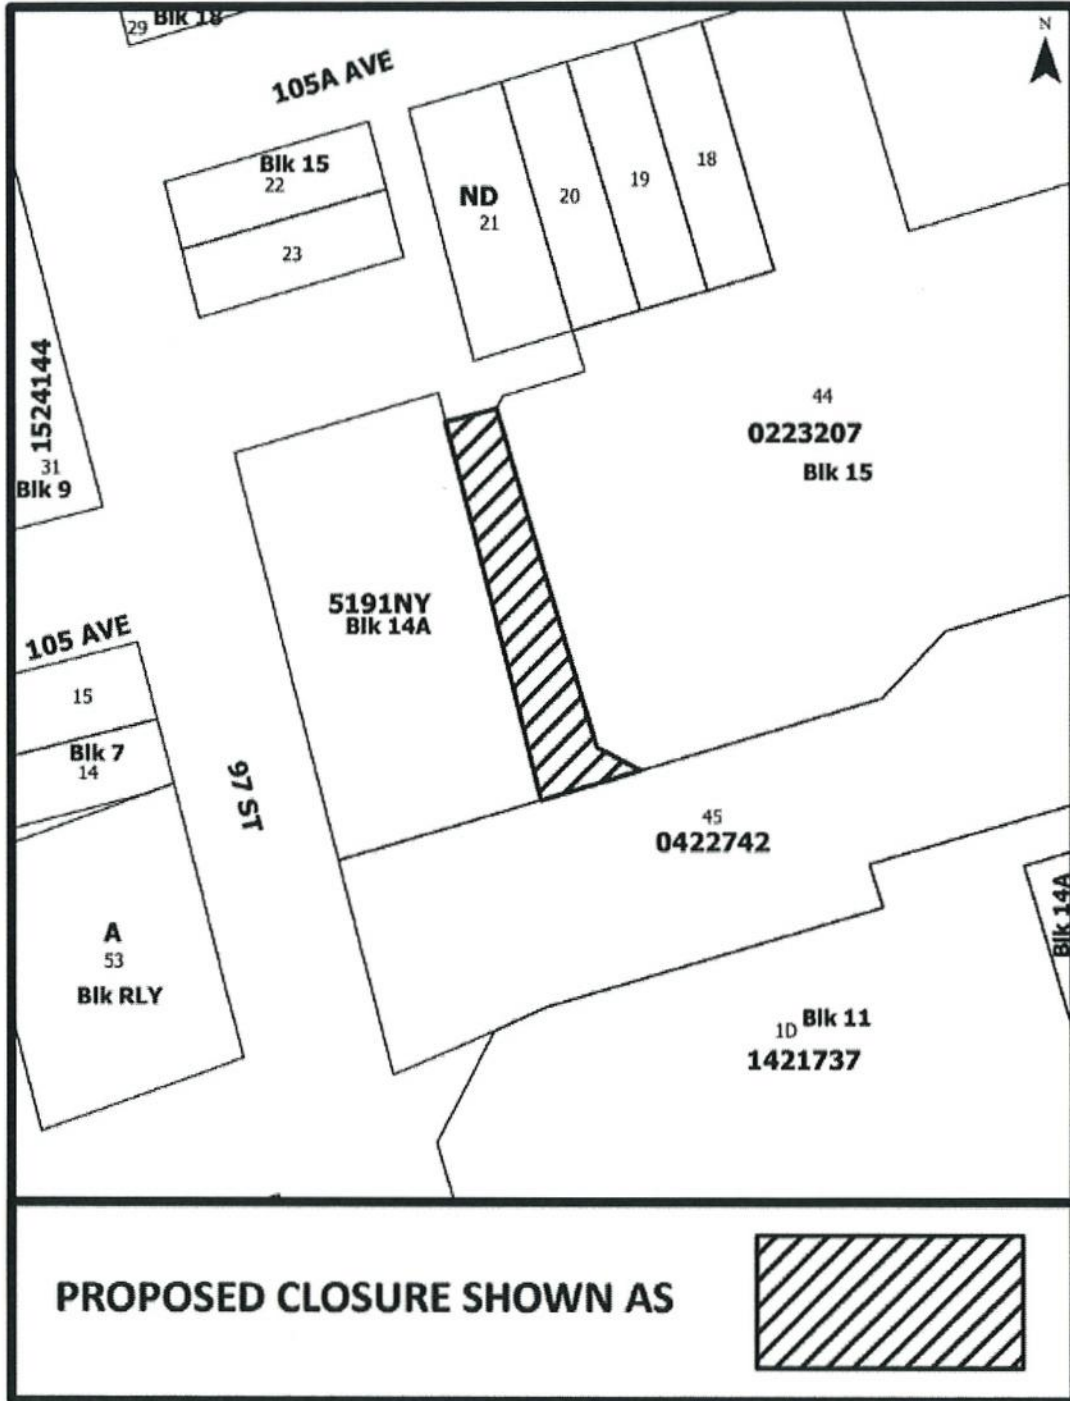 29 Blk 18
N
105A AVE
Blk 15
22
23
ND
21
20
19
18
1524144
31
Blk 9
44
0223207
Blk 15
5191NY
Blk 14A
105 AVE
15
Blk 7
14
97 ST
45
0422742
A
53
Blk RLY
Blk 14A
1D Blk 11
1421737
PROPOSED CLOSURE SHOWN AS